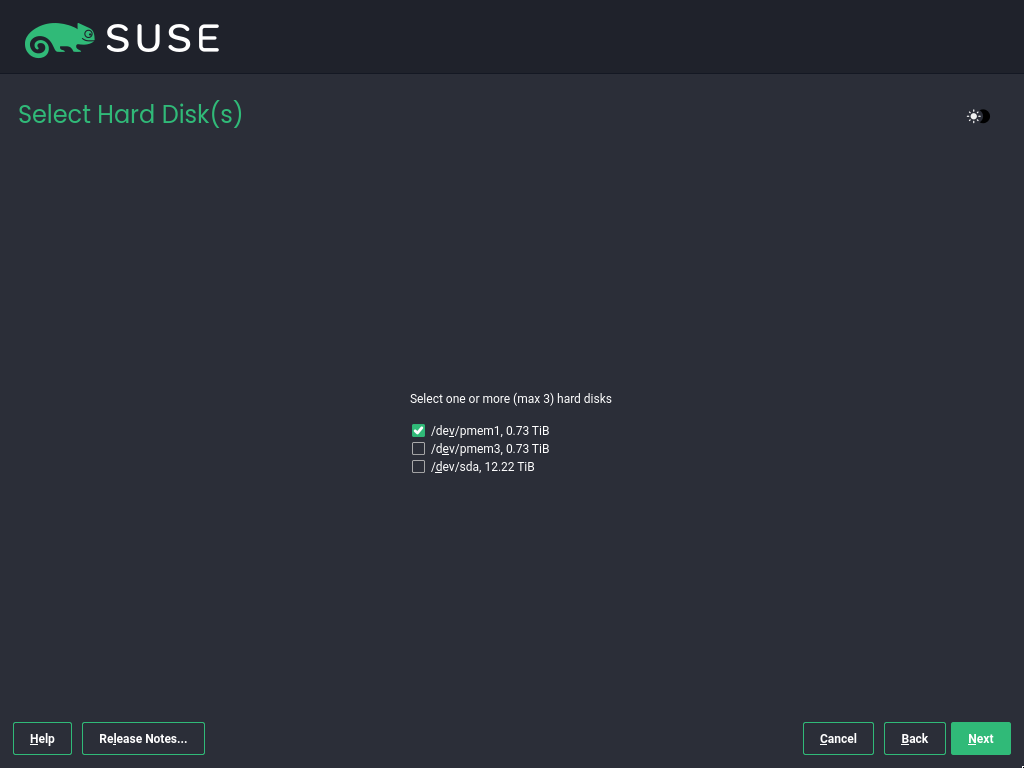 SUSE
Select Hard Disk(s)
Select one or more (max 3) hard disks
/dev/pmem1, 0.73 TiB
/dev/pmem3, 0.73 TiB
/dev/sda, 12.22 TiB
Help Release Notes... Cancel Back Next